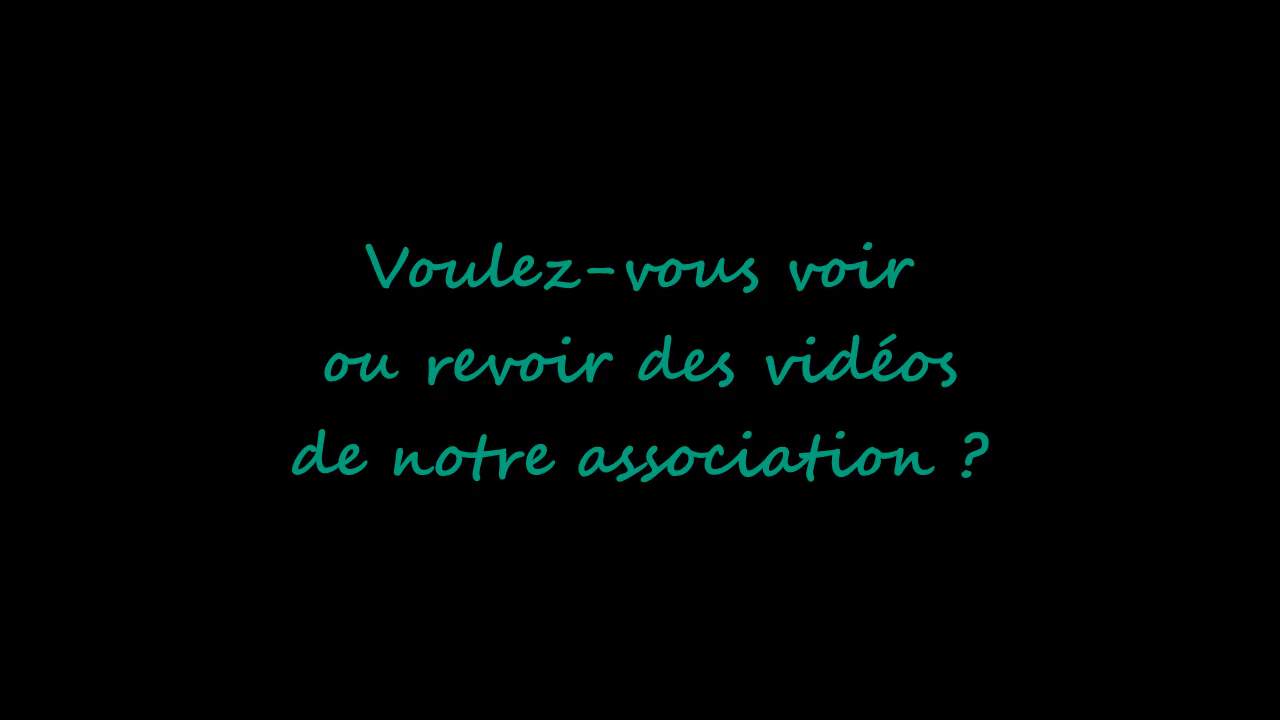 Voulez-vous voir
ou revoir des vidéos
de notre association ?